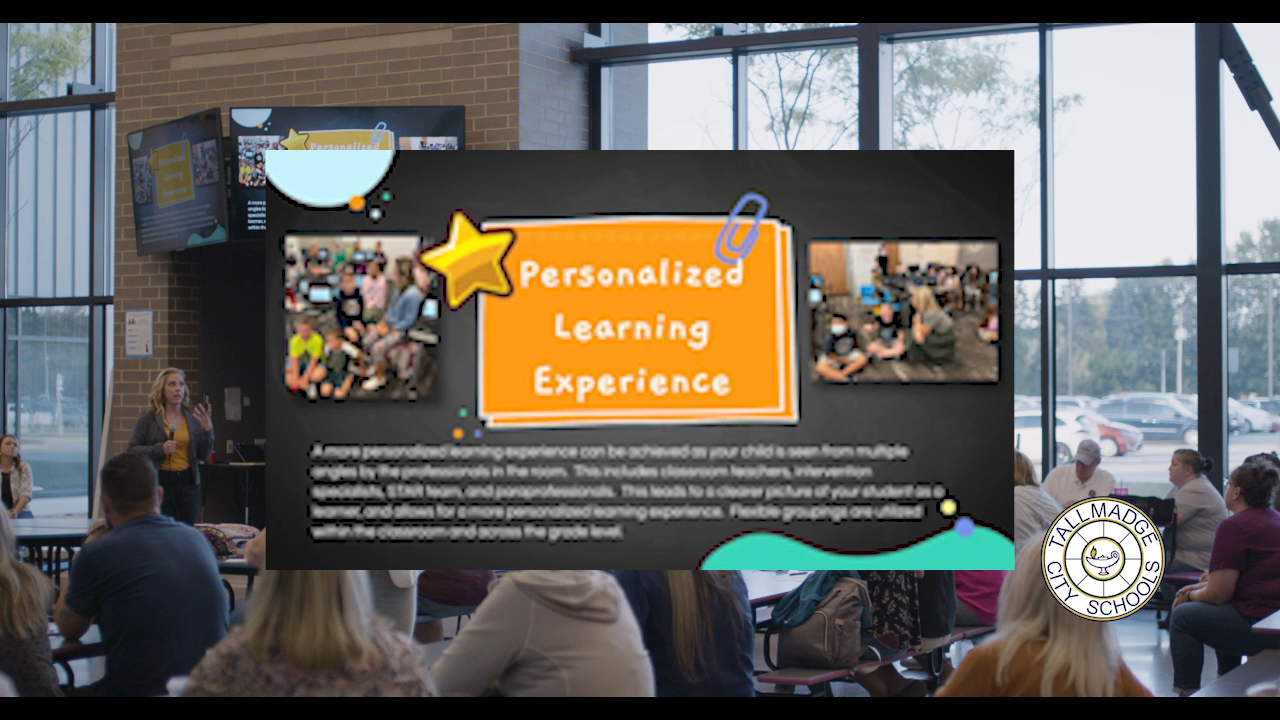 Personalized
Personalized
Learning
Experience
A more personalized learning experience can be achieved as your child is seen from multiple
angles by the professionals in the room. This includes classroom teachers, intervention
specialists, STAR team, and paraprofessionals. This leads to a clearer picture of your student as a
learner, and allows for a more personalized learning experience. Flexible groupings are utilized
within the classroom and across the grade level.
TALLMADGE
CITY SCHOOLS